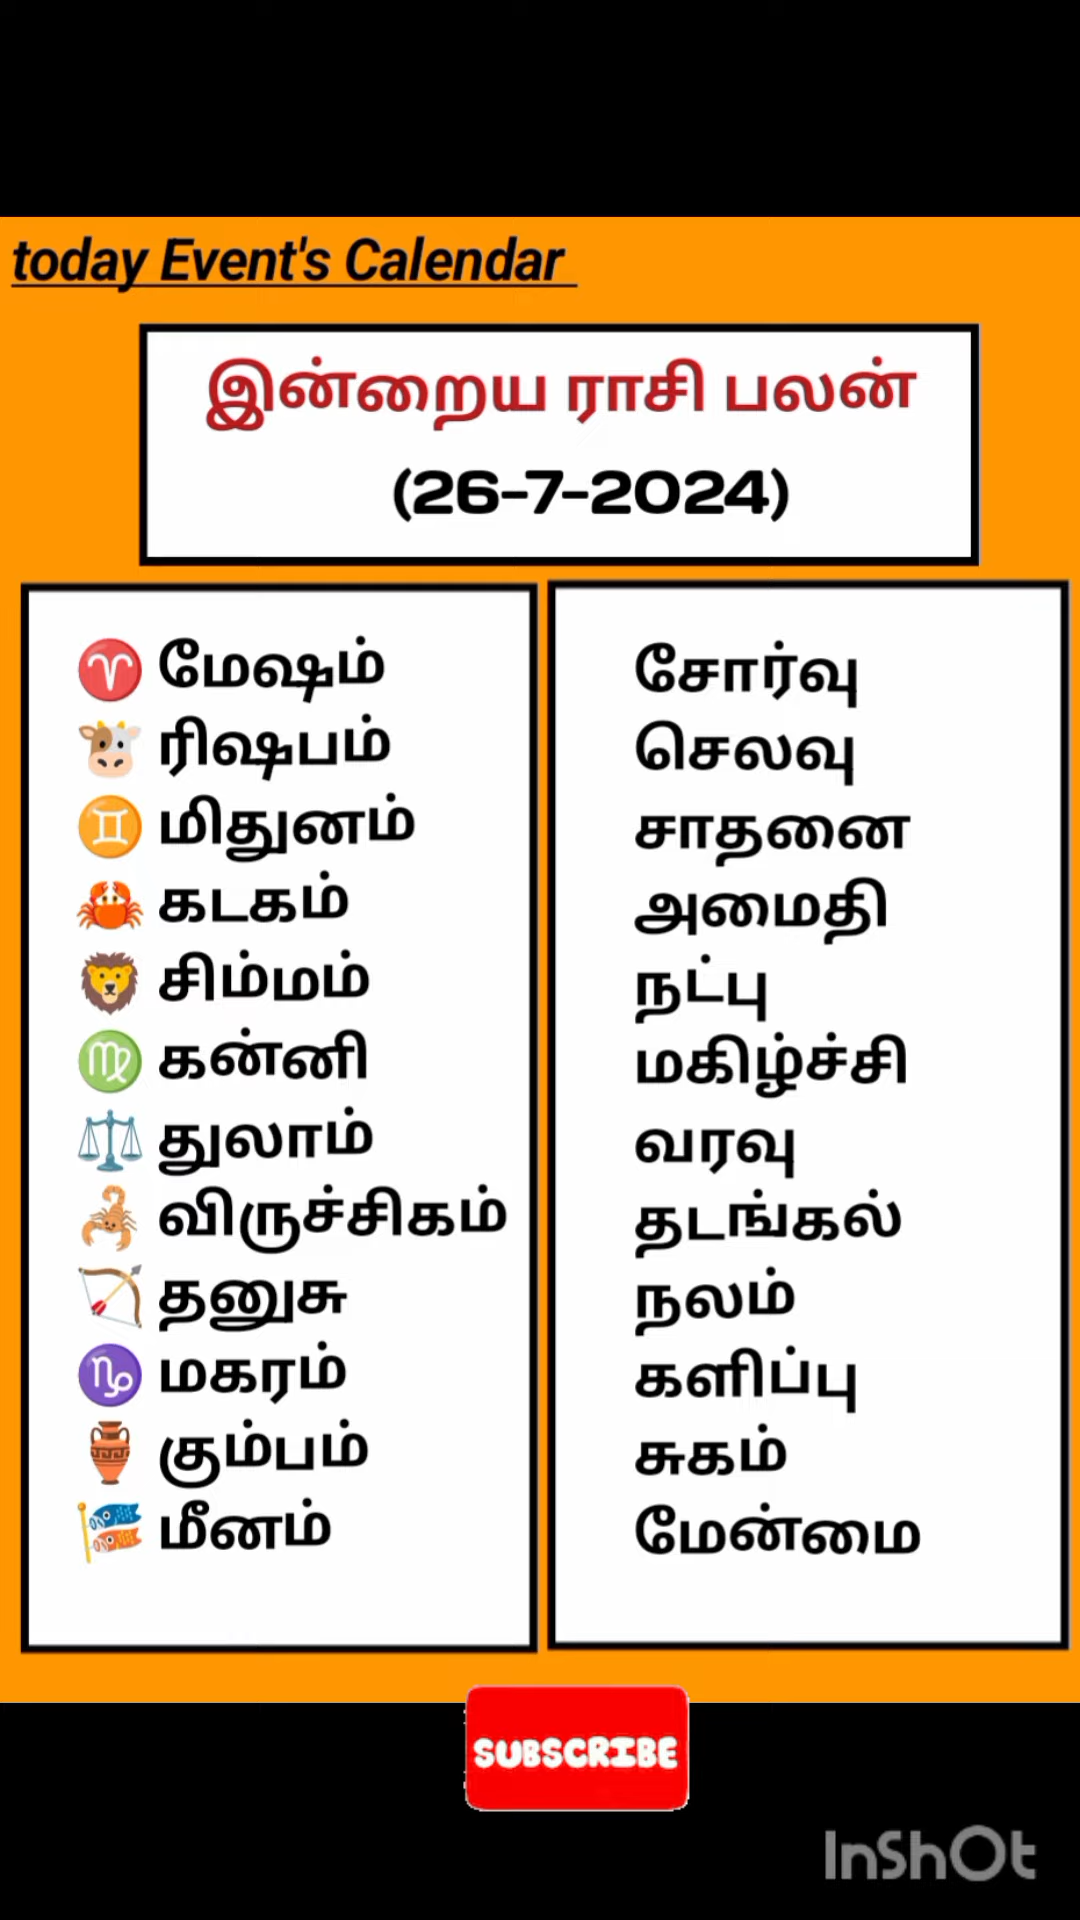 today Event's Calendar
இன்றைய ராசி பலன்
(26-7-2024)
மேஷம் சோர்வு
ரிஷபம் செலவு
மிதுனம் சாதனை
கடகம் அமைதி
சிம்மம் நட்பு
கன்னி மகிழ்ச்சி
துலாம் வரவு
விருச்சிகம் தடங்கல்
தனுசு நலம்
மகரம் களிப்பு
கும்பம் சுகம்
மீனம் மேன்மை
SUBSCRIBE
InShOt